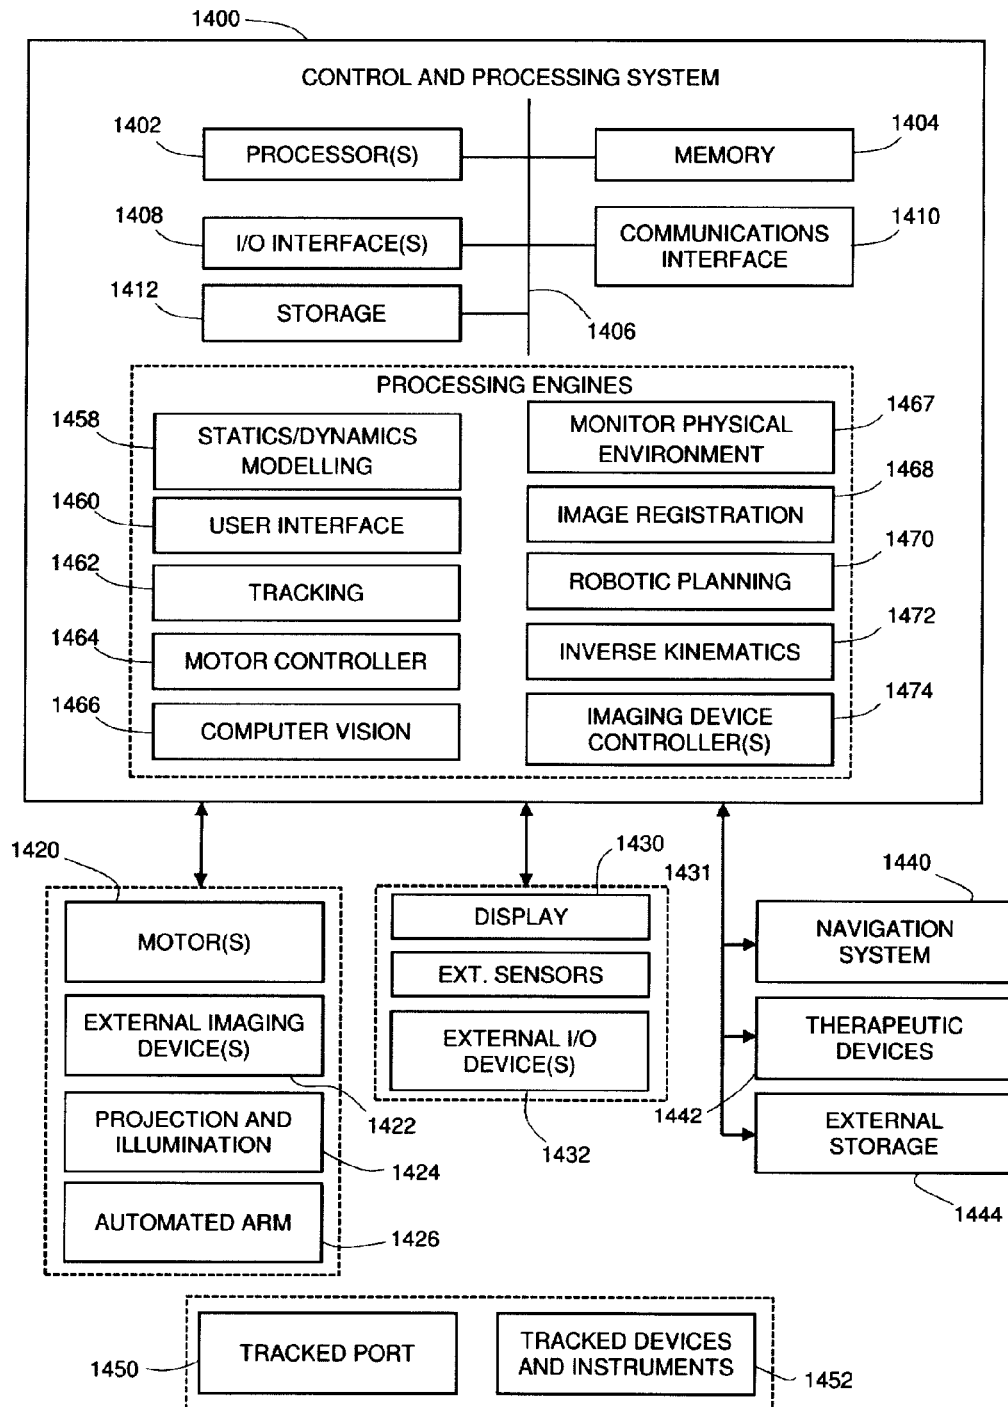 1400
CONTROL AND PROCESSING SYSTEM
1402
PROCESSOR(S)
MEMORY
1404
1408
I/O INTERFACE(S)
COMMUNICATIONS
INTERFACE
1410
1412
STORAGE
1406
PROCESSING ENGINES
1458
STATICS/DYNAMICS
MODELLING
MONITOR PHYSICAL
ENVIRONMENT
1467
1460
USER INTERFACE
IMAGE REGISTRATION
1468
1462
TRACKING
ROBOTIC PLANNING
1470
1464
MOTOR CONTROLLER
INVERSE KINEMATICS
1472
1466
COMPUTER VISION
IMAGING DEVICE
CONTROLLER(S)
1474
1420
MOTOR(S)
EXTERNAL IMAGING
DEVICE(S)
1422
PROJECTION AND
ILLUMINATION
1424
AUTOMATED ARM
1426
1430
DISPLAY
EXT. SENSORS
EXTERNAL I/O
DEVICE(S)
1432
1431
1440
NAVIGATION
SYSTEM
THERAPEUTIC
DEVICES
1442
EXTERNAL
STORAGE
1444
1450
TRACKED PORT
TRACKED DEVICES
AND INSTRUMENTS
1452